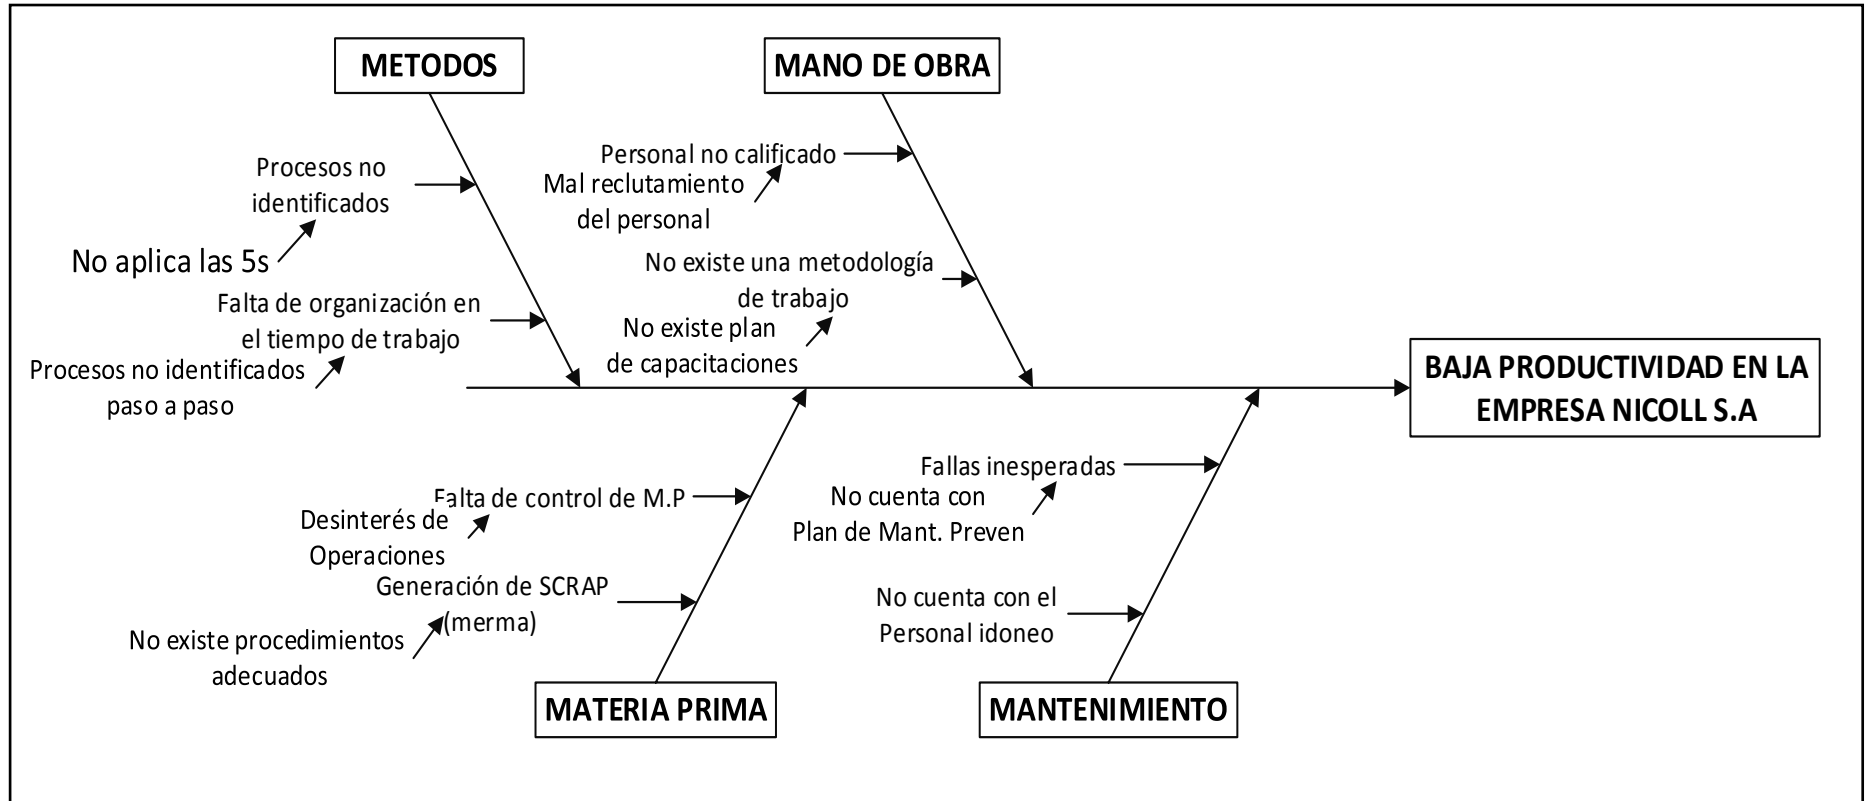 METODOS
MANO DE OBRA
Procesos no
identificados
No aplica las 5s
Falta de organización en
el tiempo de trabajo
Procesos no identificados
paso a paso
Personal no calificado
Mal reclutamiento
del personal
No existe una metodología
de trabajo
No existe plan
de capacitaciones
BAJA PRODUCTIVIDAD EN LA
EMPRESA NICOLL S.A
Falta de control de M.P
Desinterés de
Operaciones
Generación de SCRAP
(merma)
No existe procedimientos
adecuados
Fallas inesperadas
No cuenta con
Plan de Mant. Preven
No cuenta con el
Personal idoneo
MATERIA PRIMA
MANTENIMIENTO